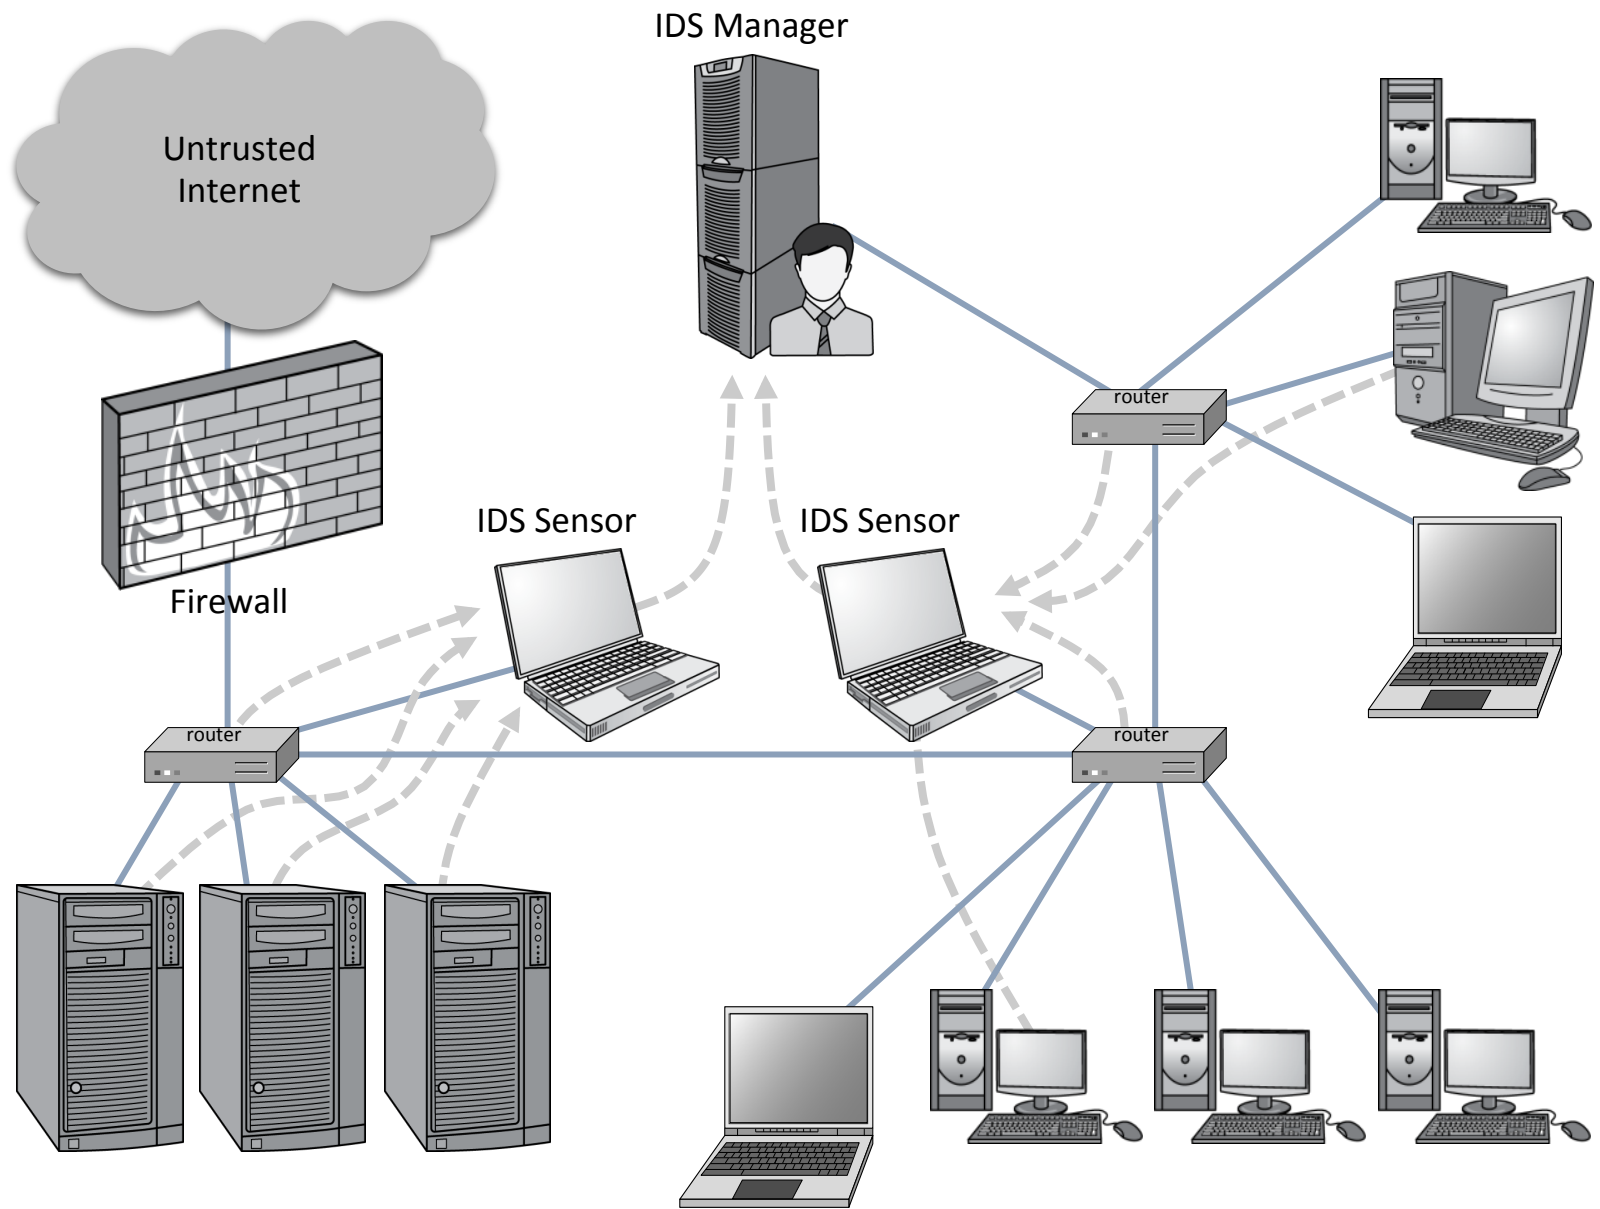 IDS Manager
Untrusted
Internet
router
IDS Sensor
IDS Sensor
Firewall
router
router